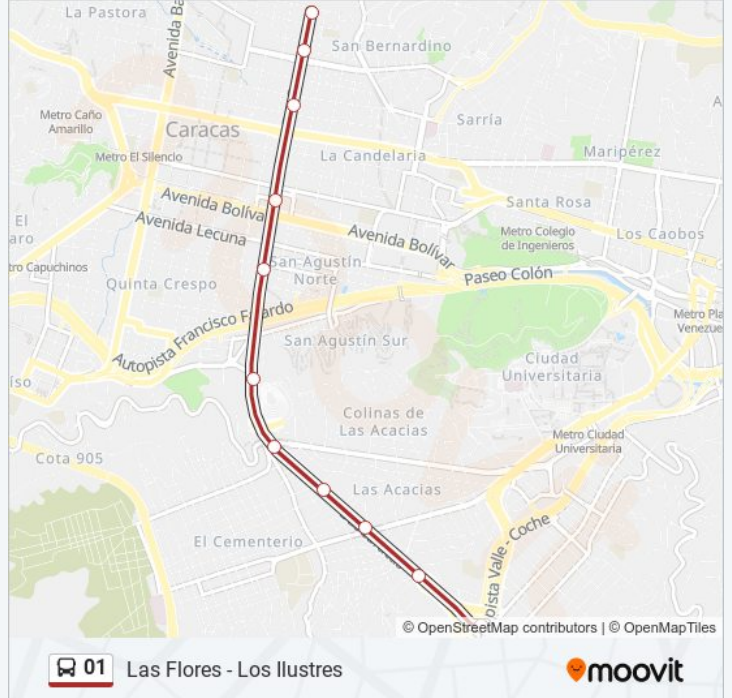 La Pastora
Avenida Ba
San Bernardino
Metro Caño
Amarillo
Caracas
Sarría
A
Metro El Silencio
La Candelaria
Maripérez
Avenida Bolíva
Santa Rosa
El
aro
Avenida Lecuna
Avenida Bolívar
Metro Colegio
de Ingenieros
Los Caobos
tro Capuchinos
San Agustín
Norte
Paseo Colón
Quinta Crespo
Autopista Francisco Fajardo
Metro Pla
Venezue
San Agustín Sur
íso
Ciudad
Universitaria
Colinas de
Las Acacias
Metro Ciudad
Universitaria
Cota 905
Las Acacias
El Cementerio
pista Valle - Coche
© OpenStreetMap contributors | © OpenMapTiles
01 Las Flores - Los Ilustres
moovit